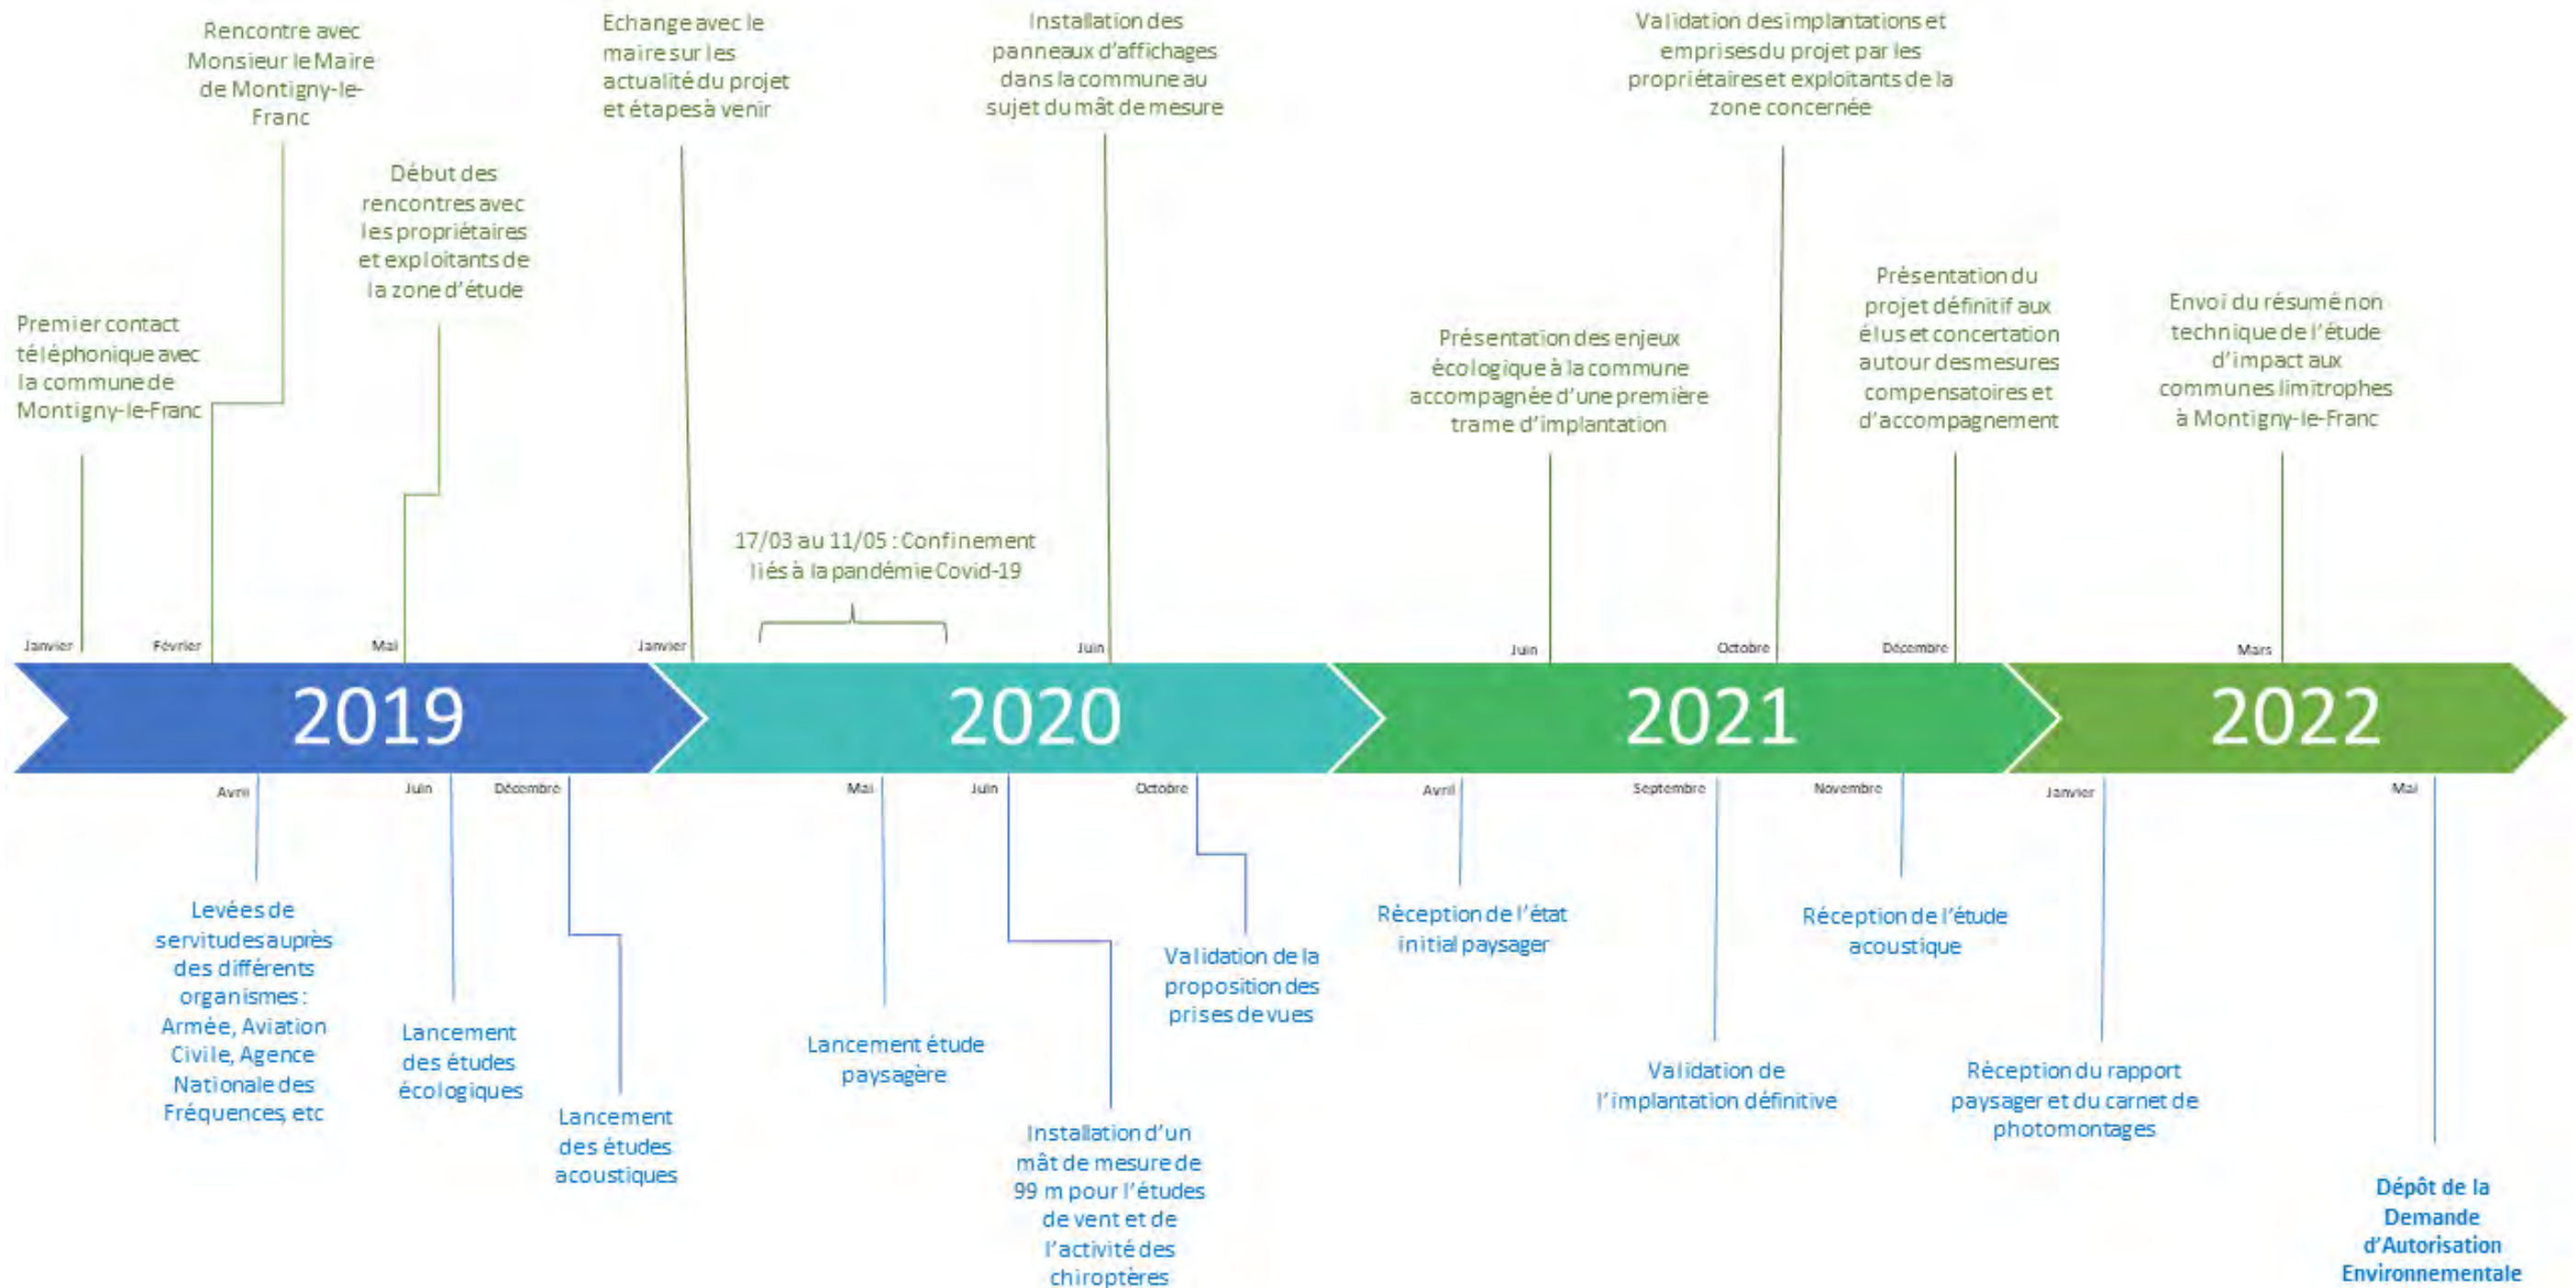 Rencontre avec
Monsieur le Maire
de Montigny-le-
Franc
Echange avec le
maire sur les
actualité du projet
et étapes à venir
Installation des
panneaux d'affichages
dans la commune au
sujet du mât de mesure
Validation des implantations et
emprises du projet par les
propriétaires et exploitants de la
zone concernée
Début des
rencontres avec
les propriétaires
et exploitants de
la zone d'étude
Premier contact
téléphonique avec
la commune de
Montigny-le-Franc
Présentation des enjeux
écologique à la commune
accompagnée d'une première
trame d'implantation
Présentation du
projet définitif aux
élus et concertation
autour des mesures
compensatoires et
d'accompagnement
Envoi du résumé non
technique de l'étude
d'impact aux
communes limitrophes
à Montigny-le-Franc
17/03 au 11/05 : Confinement
liés à la pandémie Covid-19
Janvier
Février
Mai
Janvier
Juin
Juin
Octobre
Décembre
Mars
2019
2020
2021
2022
Avril
Juin
Décembre
Mai
Juin
Octobre
Avril
Septembre
Novembre
Janvier
Mai
Levées de
servitudes auprès
des différents
organismes :
Armée, Aviation
Civile, Agence
Nationale des
Fréquences, etc
Lancement
des études
écologiques
Lancement
des études
acoustiques
Lancement étude
paysagère
Installation d'un
mât de mesure de
99 m pour l'études
de vent et de
l'activité des
chiroptères
Validation de la
proposition des
prises de vues
Réception de l'état
initial paysager
Validation de
l'implantation définitive
Réception de l'étude
acoustique
Réception du rapport
paysager et du carnet de
photomontages
Dépôt de la
Demande
d'Autorisation
Environnementale